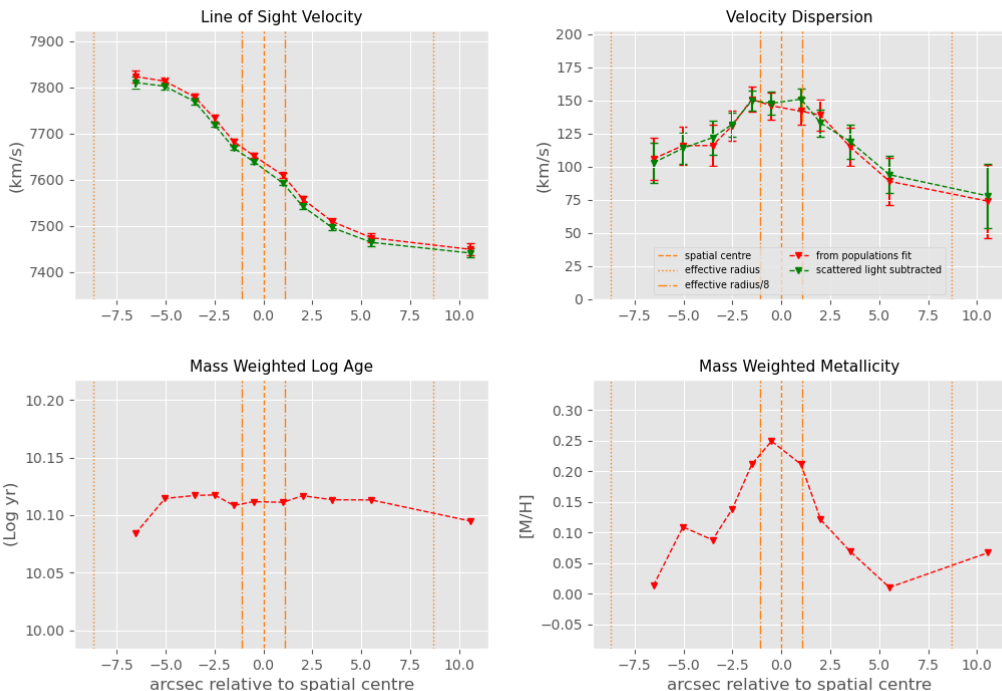 Line of Sight Velocity
7900
7800
7700
7600
7500
7400
(km/s)
−7.5 −5.0 −2.5 0.0 2.5 5.0 7.5 10.0
Velocity Dispersion
200
175
150
125
100
75
50
25
0
(km/s)
spatial centre
effective radius
effective radius/8
from populations fit
scattered light subtracted
−7.5 −5.0 −2.5 0.0 2.5 5.0 7.5 10.0
Mass Weighted Log Age
10.20
10.15
10.10
10.05
10.00
(Log yr)
−7.5 −5.0 −2.5 0.0 2.5 5.0 7.5 10.0
arcsec relative to spatial centre
Mass Weighted Metallicity
0.30
0.25
0.20
0.15
0.10
0.05
0.00
−0.05
[M/H]
−7.5 −5.0 −2.5 0.0 2.5 5.0 7.5 10.0
arcsec relative to spatial centre